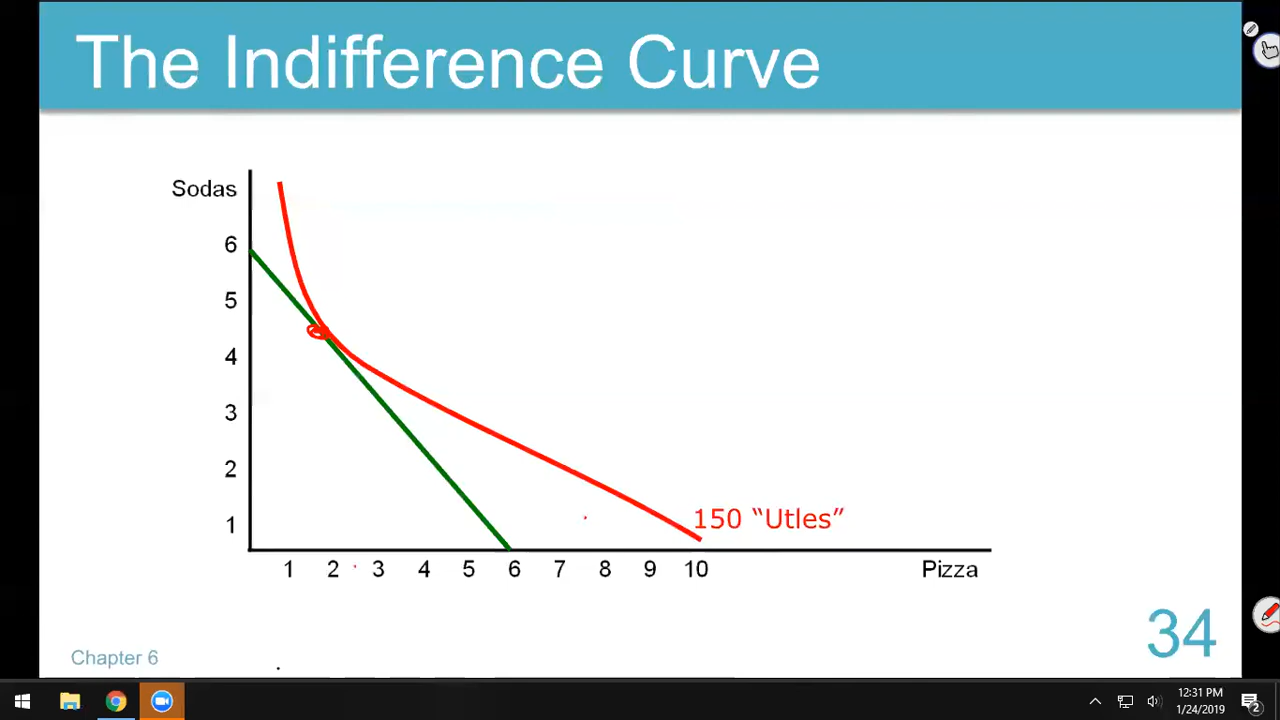 The Indifference Curve
Sodas
6
5
4
3
2
1
150 “Utles”
1 2 3 4 5 6 7 8 9 10 Pizza
34
Chapter 6
12:31 PM
1/24/2019
2